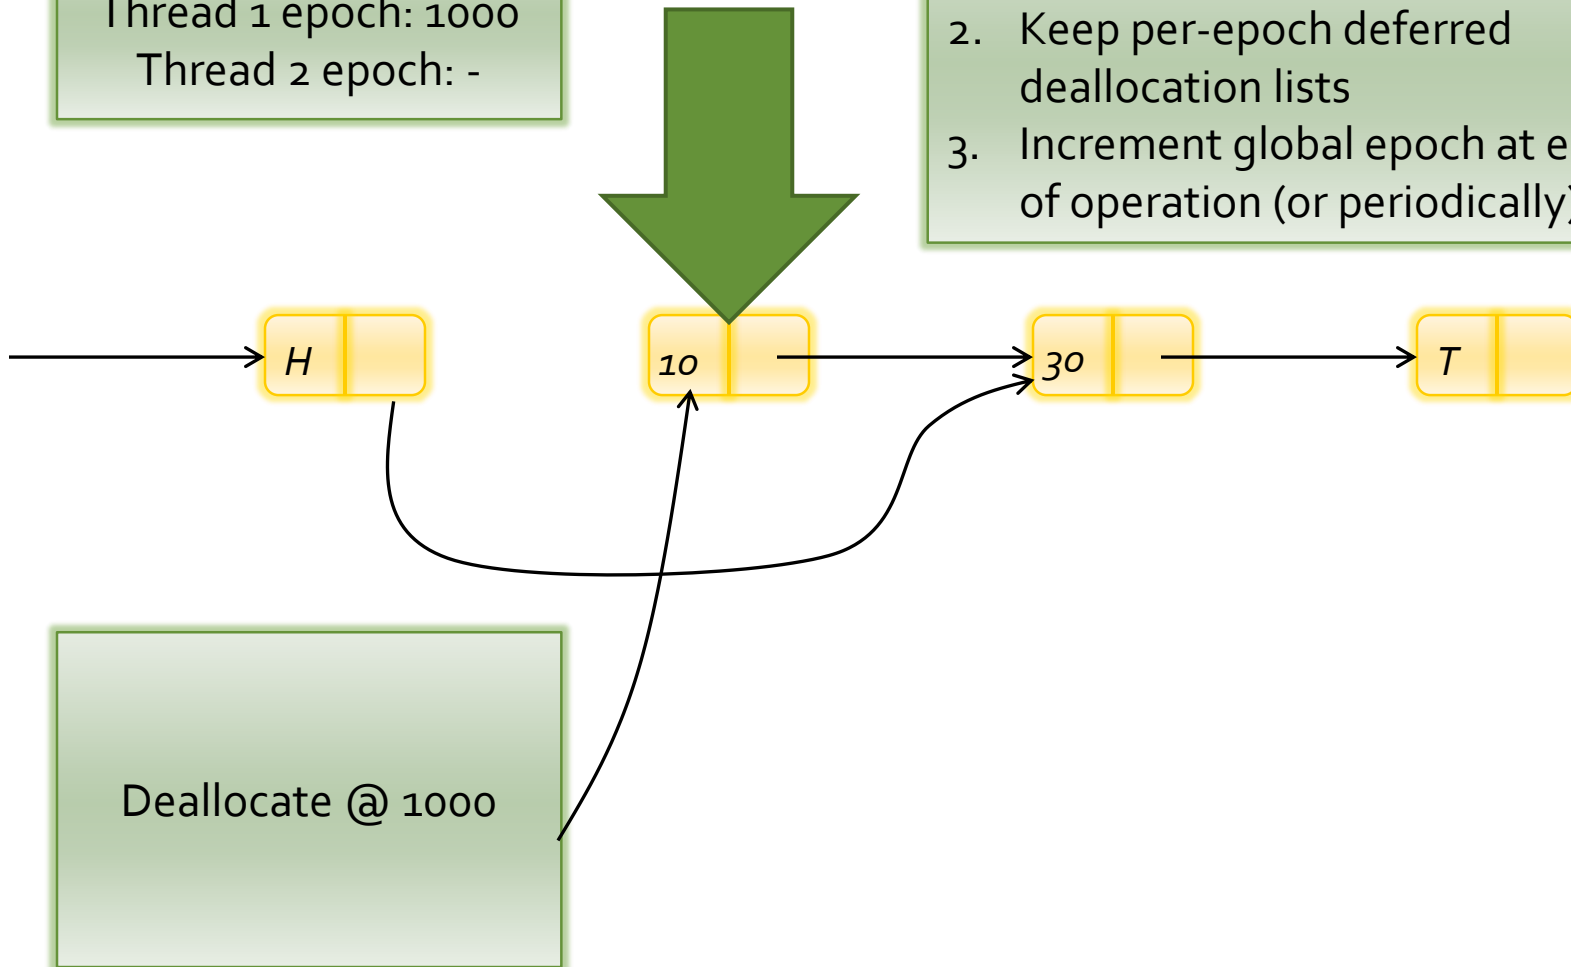 Thread 1 epoch: 1000
Thread 2 epoch: -
2. Keep per-epoch deferred
deallocation lists
3. Increment global epoch at
of operation (or periodically)
H
10
30
T
Deallocate @ 1000